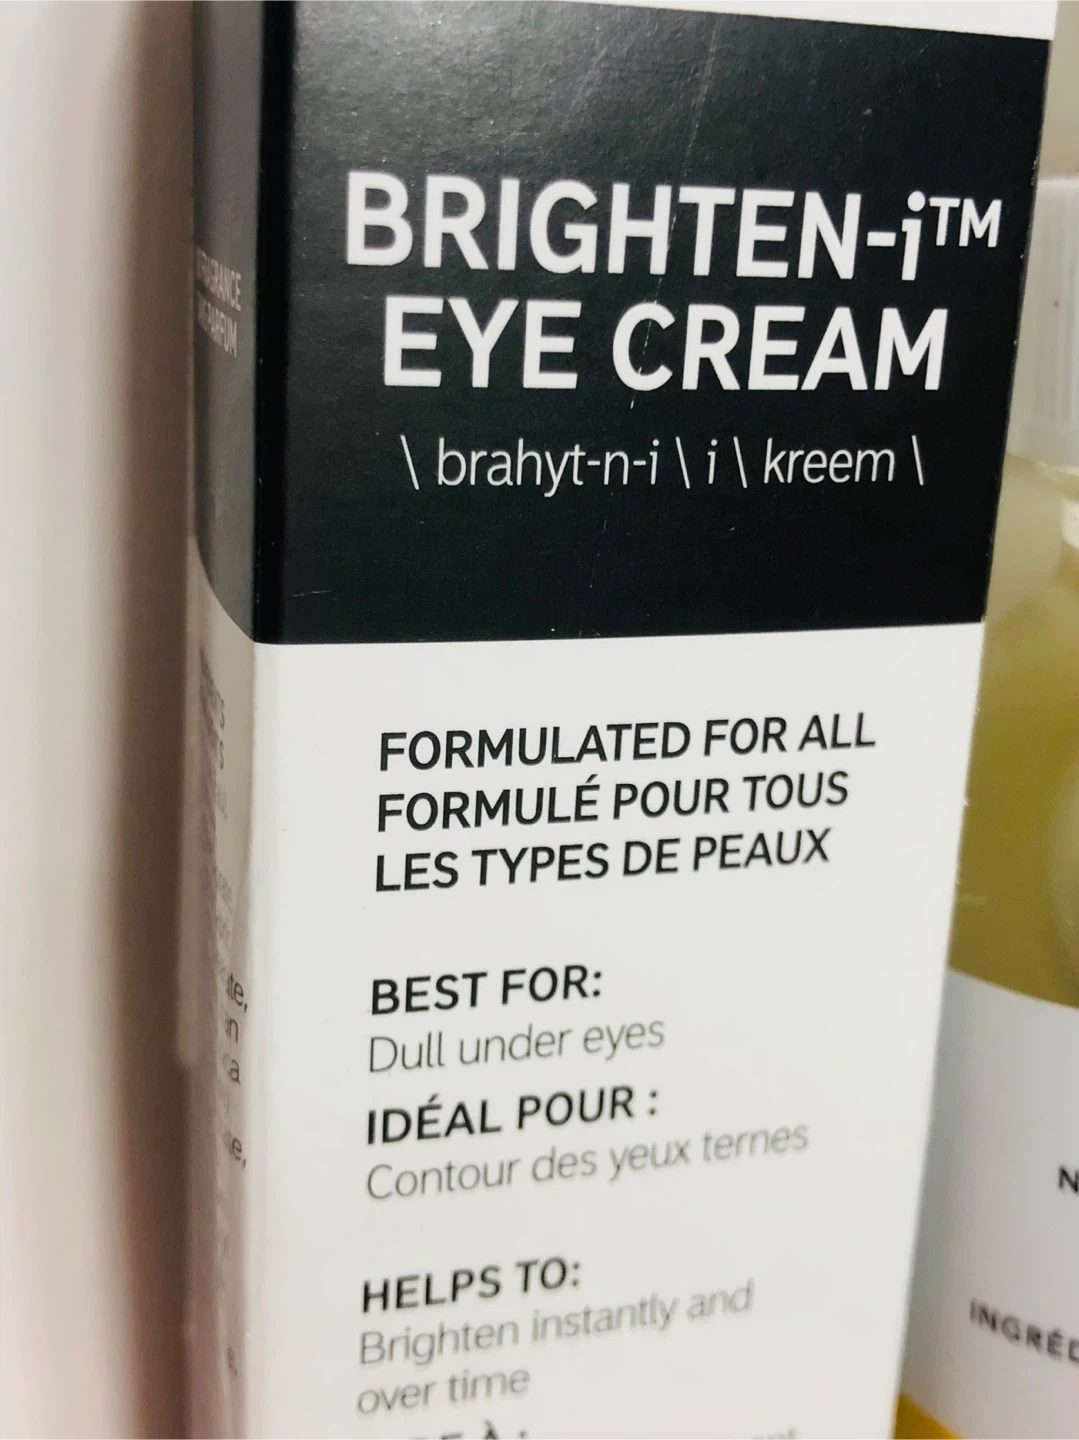 BRIGHTEN-i™
EYE CREAM
\ brahyt-n-i \ i \ kreem \
FORMULATED FOR ALL
FORMULÉ POUR TOUS
LES TYPES DE PEAUX
BEST FOR:
Dull under eyes
IDÉAL POUR :
Contour des yeux ternes
HELPS TO:
Brighten instantly and
over time